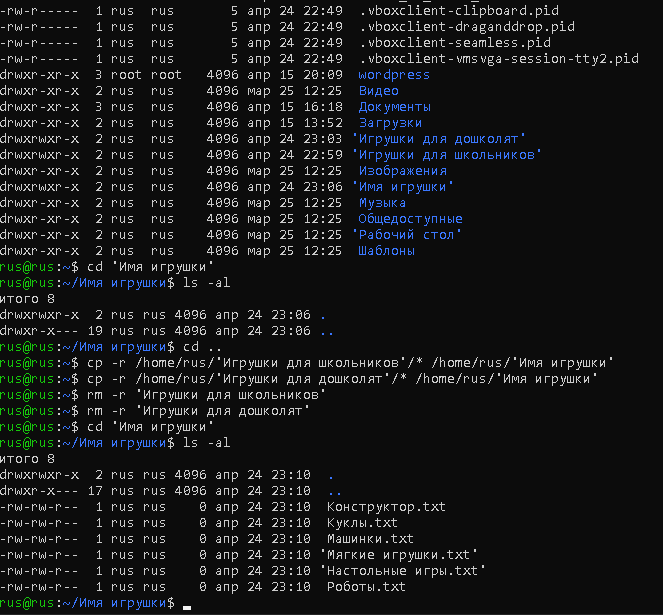 -rw-r-----  1 rus  rus      5 апр 24 22:49  .vboxclient-clipboard.pid
-rw-r-----  1 rus  rus      5 апр 24 22:49  .vboxclient-draganddrop.pid
-rw-r-----  1 rus  rus      5 апр 24 22:49  .vboxclient-seamless.pid
-rw-r-----  1 rus  rus      5 апр 24 22:49  .vboxclient-vmsvga-session-tty2.pid
drwxr-xr-x  3 root root  4096 апр 15 20:09  wordpress
drwxr-xr-x  2 rus  rus   4096 мар 25 12:25  Видео
drwxr-xr-x  3 rus  rus   4096 апр 15 16:18  Документы
drwxr-xr-x  2 rus  rus   4096 апр 15 13:52  Загрузки
drwxrwxr-x  2 rus  rus   4096 апр 24 23:03 'Игрушки для дошколят'
drwxrwxr-x  2 rus  rus   4096 апр 24 22:59 'Игрушки для школьников'
drwxr-xr-x  2 rus  rus   4096 мар 25 12:25  Изображения
drwxrwxr-x  2 rus  rus   4096 апр 24 23:06 'Имя игрушки'
drwxr-xr-x  2 rus  rus   4096 мар 25 12:25  Музыка
drwxr-xr-x  2 rus  rus   4096 мар 25 12:25  Общедоступные
drwxr-xr-x  2 rus  rus   4096 мар 25 12:25 'Рабочий стол'
drwxr-xr-x  2 rus  rus   4096 мар 25 12:25  Шаблоны
rus@rus:~$ cd 'Имя игрушки'
rus@rus:~/Имя игрушки$ ls -al
итого 8
drwxrwxr-x  2 rus rus 4096 апр 24 23:06 .
drwxr-x--- 19 rus rus 4096 апр 24 23:06 ..
rus@rus:~/Имя игрушки$ cd ..
rus@rus:~$ cp -r /home/rus/'Игрушки для школьников'/* /home/rus/'Имя игрушки'
rus@rus:~$ cp -r /home/rus/'Игрушки для дошколят'/* /home/rus/'Имя игрушки'
rus@rus:~$ rm -r 'Игрушки для школьников'
rus@rus:~$ rm -r 'Игрушки для дошколят'
rus@rus:~$ cd 'Имя игрушки'
rus@rus:~/Имя игрушки$ ls -al
итого 8
drwxrwxr-x  2 rus rus 4096 апр 24 23:10  .
drwxr-x--- 17 rus rus 4096 апр 24 23:10  ..
-rw-rw-r--  1 rus rus    0 апр 24 23:10  Конструктор.txt
-rw-rw-r--  1 rus rus    0 апр 24 23:10  Куклы.txt
-rw-rw-r--  1 rus rus    0 апр 24 23:10  Машинки.txt
-rw-rw-r--  1 rus rus    0 апр 24 23:10 'Мягкие игрушки.txt'
-rw-rw-r--  1 rus rus    0 апр 24 23:10 'Настольные игры.txt'
-rw-rw-r--  1 rus rus    0 апр 24 23:10  Роботы.txt
rus@rus:~/Имя игрушки$